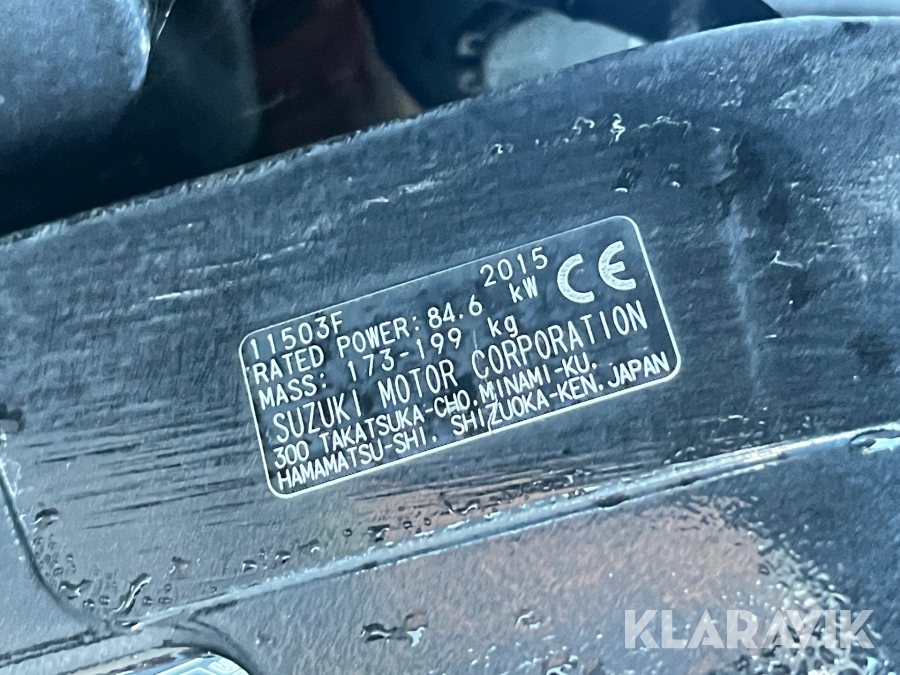 11503F 2015
RATED POWER: 84.6 kW
MASS: 173-199 kg
CE
SUZUKI MOTOR CORPORATION
300 TAKATSUKA-CHO, MINAMI-KU,
HAMAMATSU-SHI, SHIZUOKA-KEN, JAPAN
KLARAVIK